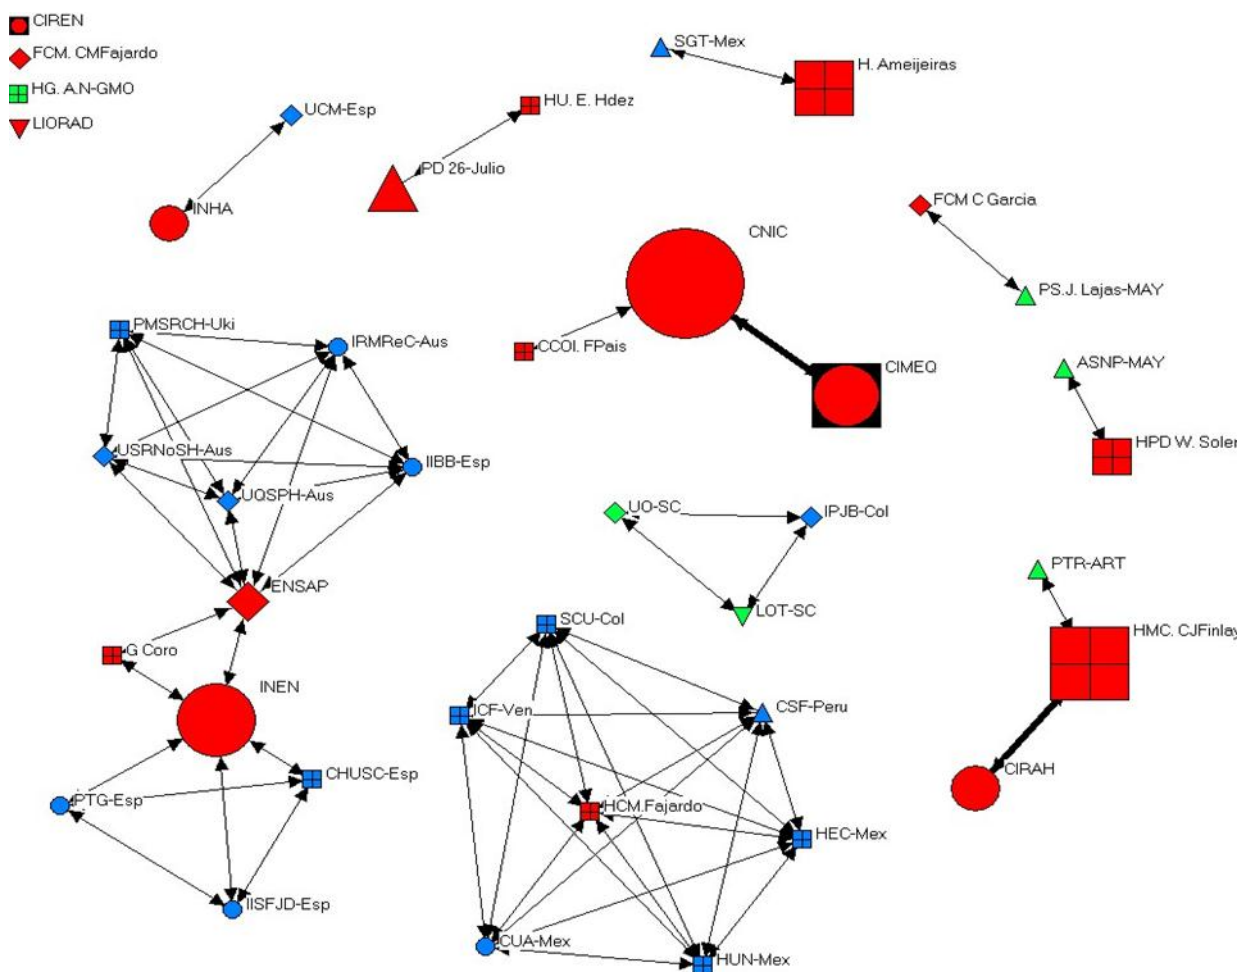 CIREN
FCM. CMFajardo
HG. A.N-GMO
LIORAD
SGT-Mex
H. Ameijeiras
UCM-Esp
HU. E. Hdez
PD 26-Julio
INHA
FCM C Garcia
CNIC
PS.J. Lajas-MAY
PMSRCH-Uki
IRMReC-Aus
CCOI. FPais
CIMEQ
ASNP-MAY
USRNoSH-Aus
IIBB-Esp
HPD W. Soler
UQSPH-Aus
UO-SC
IPJB-Col
PTR-ART
ENSAP
LOT-SC
SCU-Col
HMC. CJFinlay
G Coro
INEN
ICF-Ven
CSF-Peru
CHUSC-Esp
CIRAH
PTG-Esp
HCM.Fajardo
HEC-Mex
IISFJD-Esp
CUA-Mex
HUN-Mex